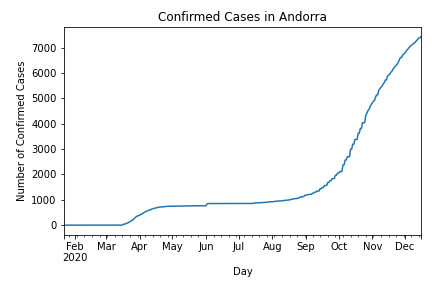 Confirmed Cases in Andorra
7000
6000
5000
4000
3000
2000
1000
0
Number of Confirmed Cases
Feb Mar Apr May Jun Jul Aug Sep Oct Nov Dec
2020
Day